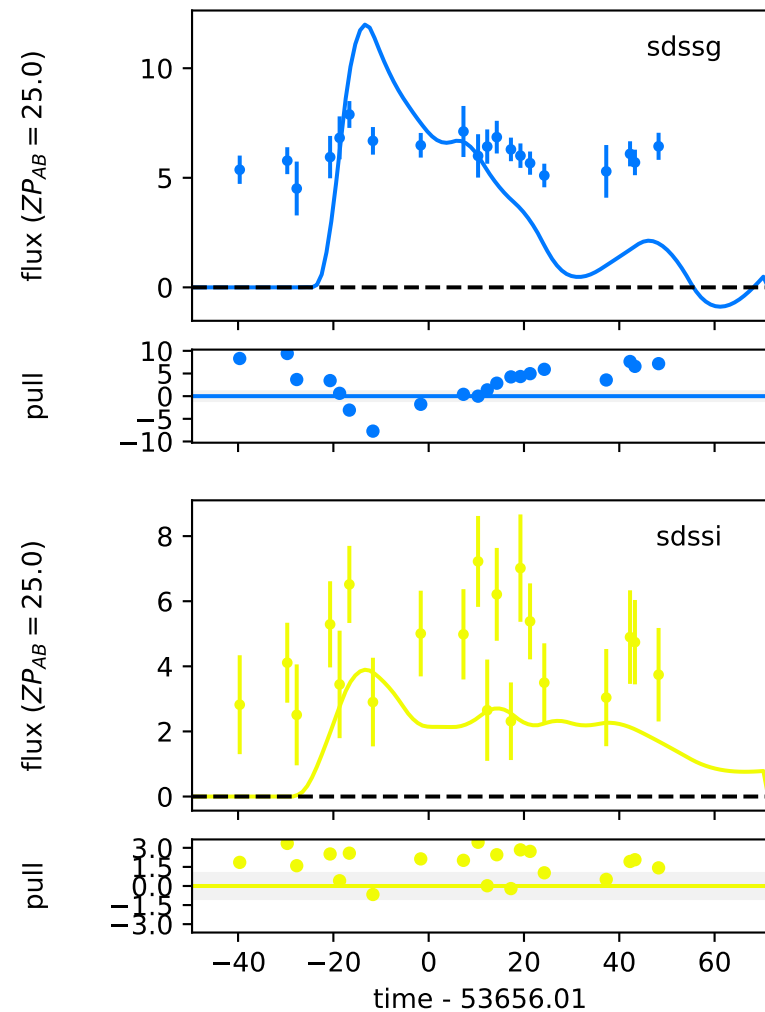 sdssg
flux (ZP_AB = 25.0)
10
5
0
pull
10
5
0
−5
−10
sdssi
flux (ZP_AB = 25.0)
8
6
4
2
0
pull
3.0
1.5
0.0
−1.5
−3.0
−40 −20 0 20 40 60
time - 53656.01